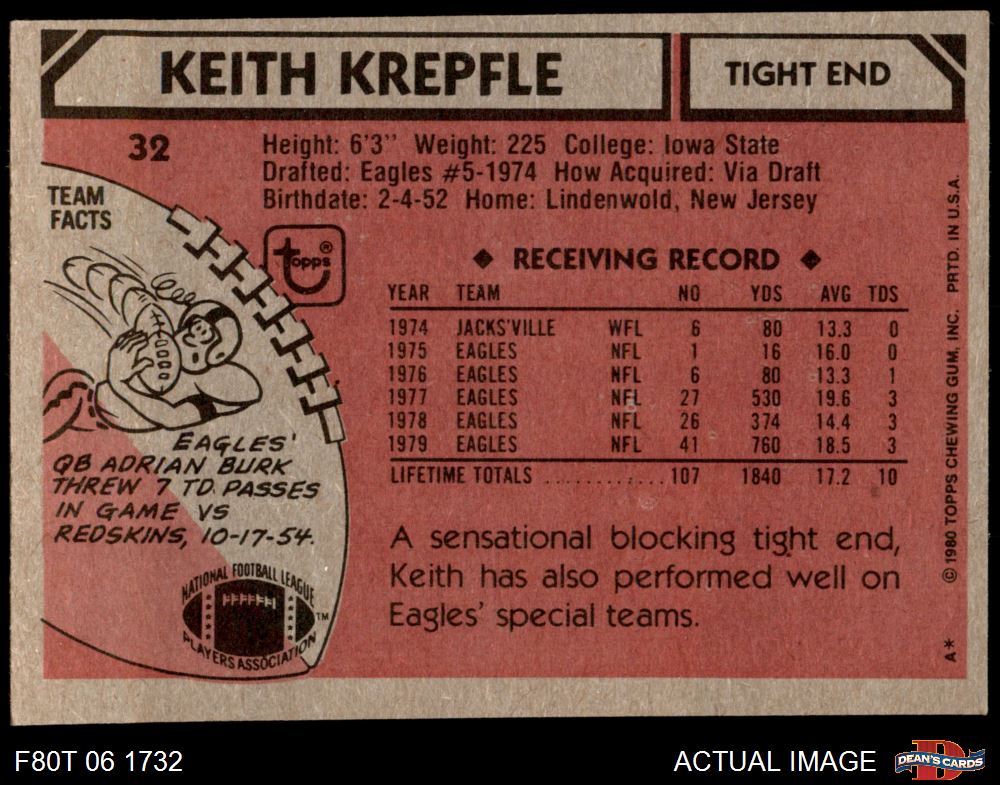 KEITH KREPFLE
TIGHT END
32
Height: 6'3" Weight: 225 College: Iowa State
Drafted: Eagles #5-1974 How Acquired: Via Draft
Birthdate: 2-4-52 Home: Lindenwold, New Jersey
TEAM
FACTS
topps®
EAGLES'
QB ADRIAN BURK
THREW 7 TD. PASSES
IN GAME VS
REDSKINS, 10-17-54.
NATIONAL FOOTBALL LEAGUE
PLAYERS ASSOCIATION
TM
◆ RECEIVING RECORD ◆
YEAR TEAM NO YDS AVG TDS
1974 JACKS'VILLE WFL 6 80 13.3 0
1975 EAGLES NFL 1 16 16.0 0
1976 EAGLES NFL 6 80 13.3 1
1977 EAGLES NFL 27 530 19.6 3
1978 EAGLES NFL 26 374 14.4 3
1979 EAGLES NFL 41 760 18.5 3
LIFETIME TOTALS ............. 107 1840 17.2 10
A sensational blocking tight end,
Keith has also performed well on
Eagles' special teams.
A* © 1980 TOPPS CHEWING GUM, INC. PRTD. IN U.S.A.
F80T 06 1732
ACTUAL IMAGE
D
DEAN'S CARDS